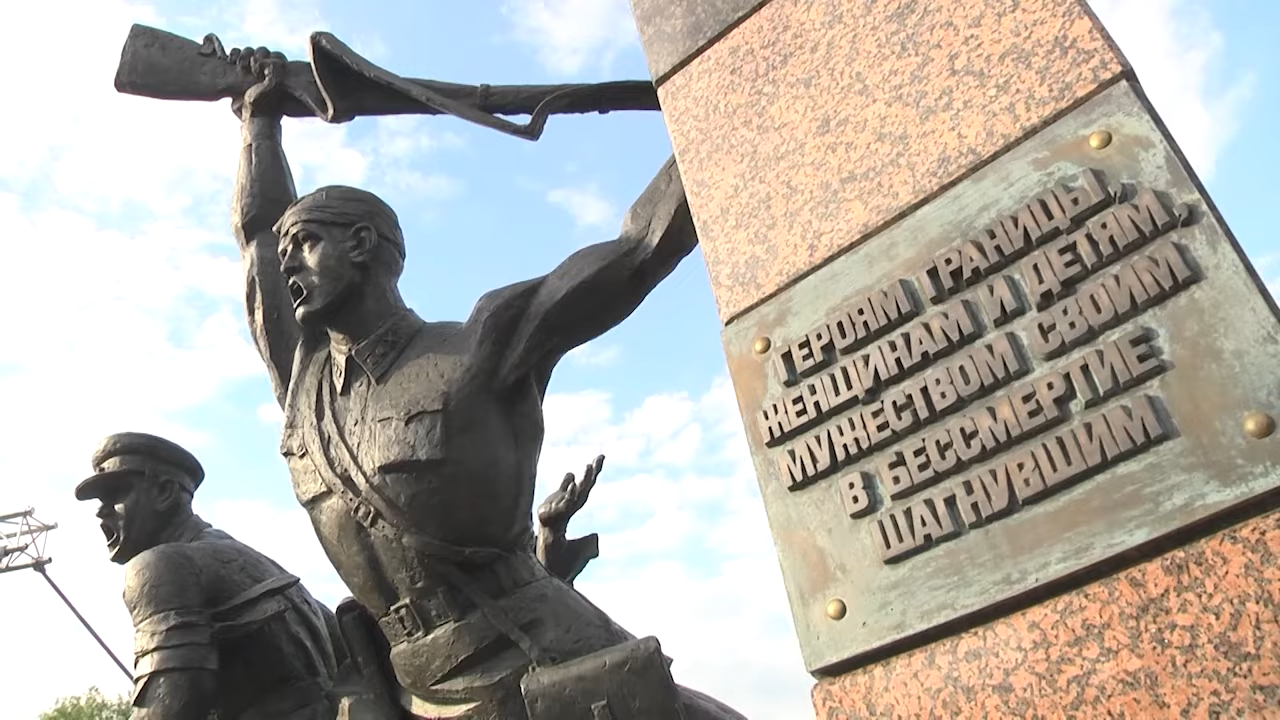 ГЕРОЯМ ГРАНИЦЫ,
ЖЕНЩИНАМ И ДЕТЯМ,
МУЖЕСТВОМ СВОИМ
В БЕССМЕРТИЕ
ШАГНУВШИМ